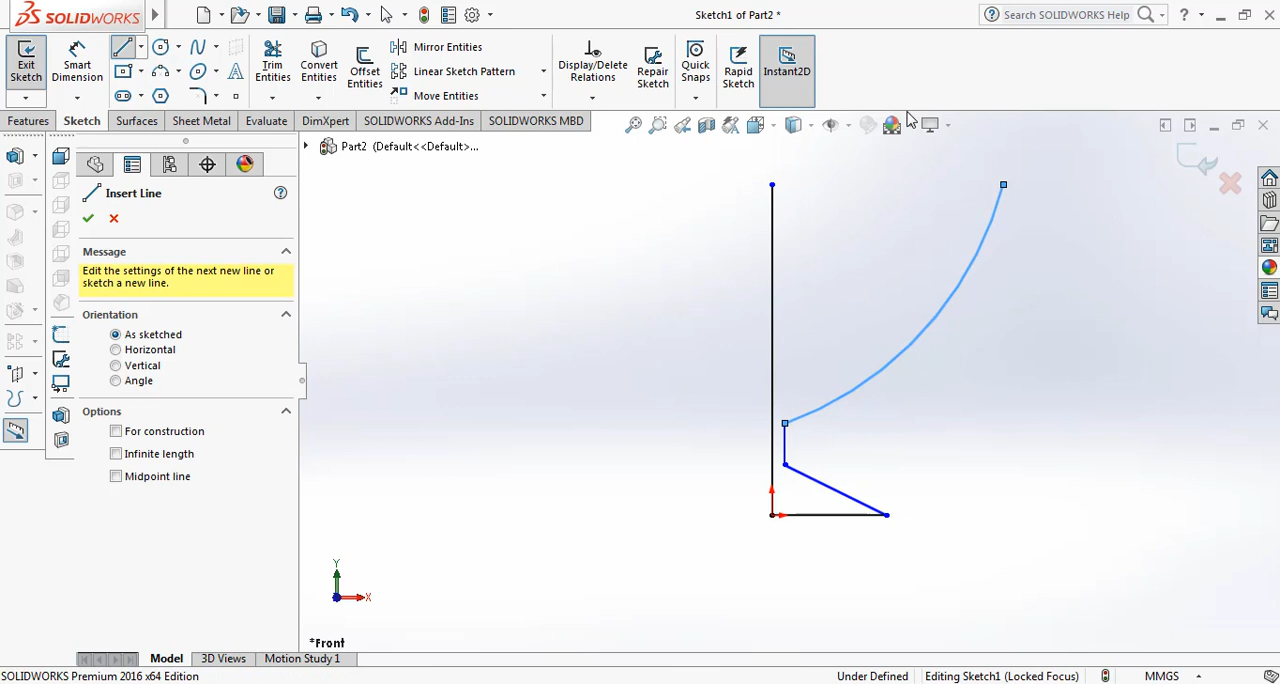 SOLIDWORKS
Sketch1 of Part2 *
Search SOLIDWORKS Help
?
Exit Sketch
Smart Dimension
Trim Entities
Convert Entities
Offset Entities
Mirror Entities
Linear Sketch Pattern
Move Entities
Display/Delete Relations
Repair Sketch
Quick Snaps
Rapid Sketch
Instant2D
Features
Sketch
Surfaces
Sheet Metal
Evaluate
DimXpert
SOLIDWORKS Add-Ins
SOLIDWORKS MBD
Part2 (Default<<Default>...
Insert Line
?
Message
Edit the settings of the next new line or
sketch a new line.
Orientation
As sketched
Horizontal
Vertical
Angle
Options
For construction
Infinite length
Midpoint line
Y
X
*Front
Model
3D Views
Motion Study 1
SOLIDWORKS Premium 2016 x64 Edition
Under Defined
Editing Sketch1 (Locked Focus)
MMGS